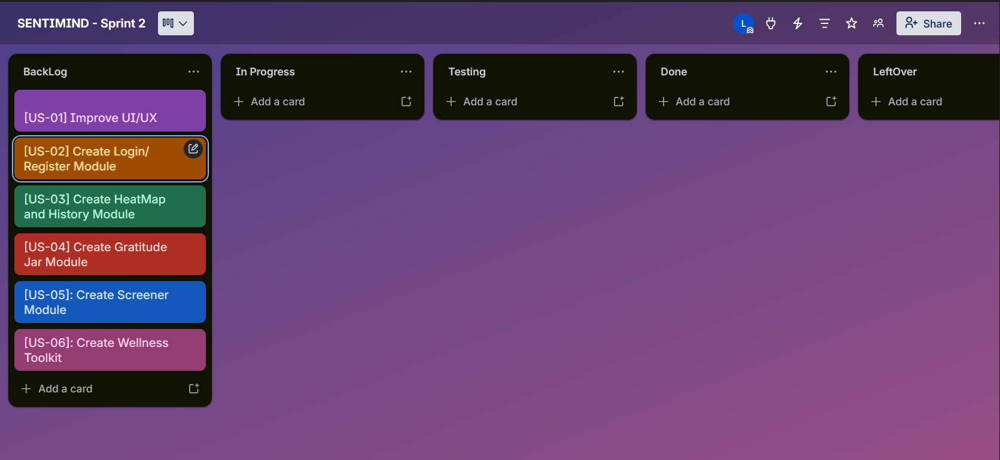 SENTIMIND - Sprint 2
L
Share
BackLog
[US-01] Improve UI/UX
[US-02] Create Login/
Register Module
[US-03] Create HeatMap
and History Module
[US-04] Create Gratitude
Jar Module
[US-05]: Create Screener
Module
[US-06]: Create Wellness
Toolkit
Add a card
In Progress
Add a card
Testing
Add a card
Done
Add a card
LeftOver
Add a card